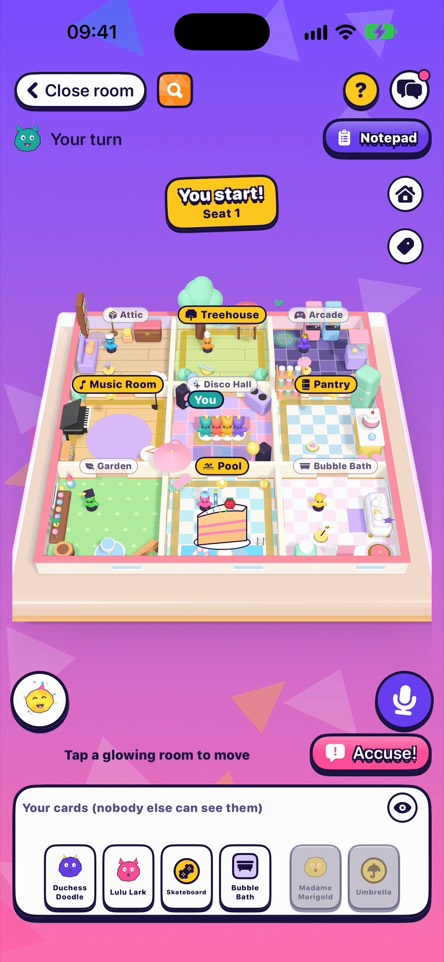 09:41
Close room
?
Your turn
Notepad
You start!
Seat 1
Attic
Treehouse
Arcade
Music Room
Disco Hall
Pantry
You
Garden
Pool
Bubble Bath
Tap a glowing room to move
Accuse!
Your cards (nobody else can see them)
Duchess
Doodle
Lulu Lark
Skateboard
Bubble
Bath
Madame
Marigold
Umbrella